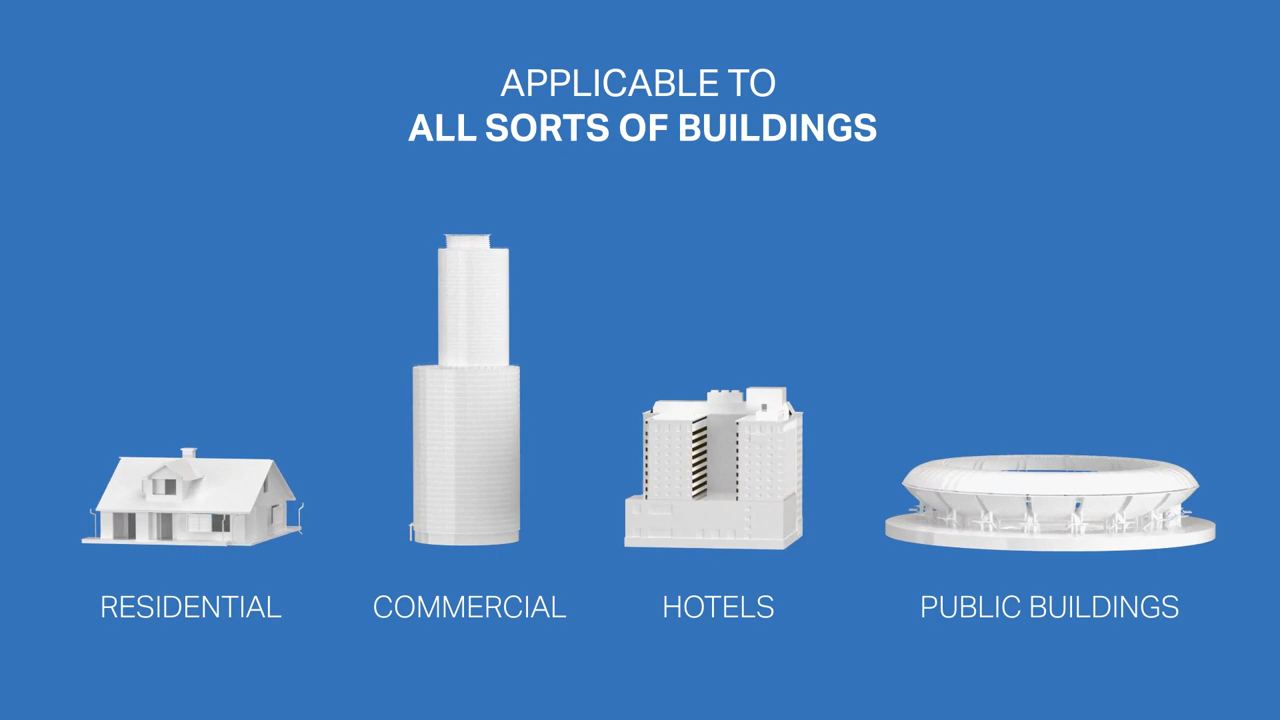 APPLICABLE TO
ALL SORTS OF BUILDINGS
RESIDENTIAL
COMMERCIAL
HOTELS
PUBLIC BUILDINGS